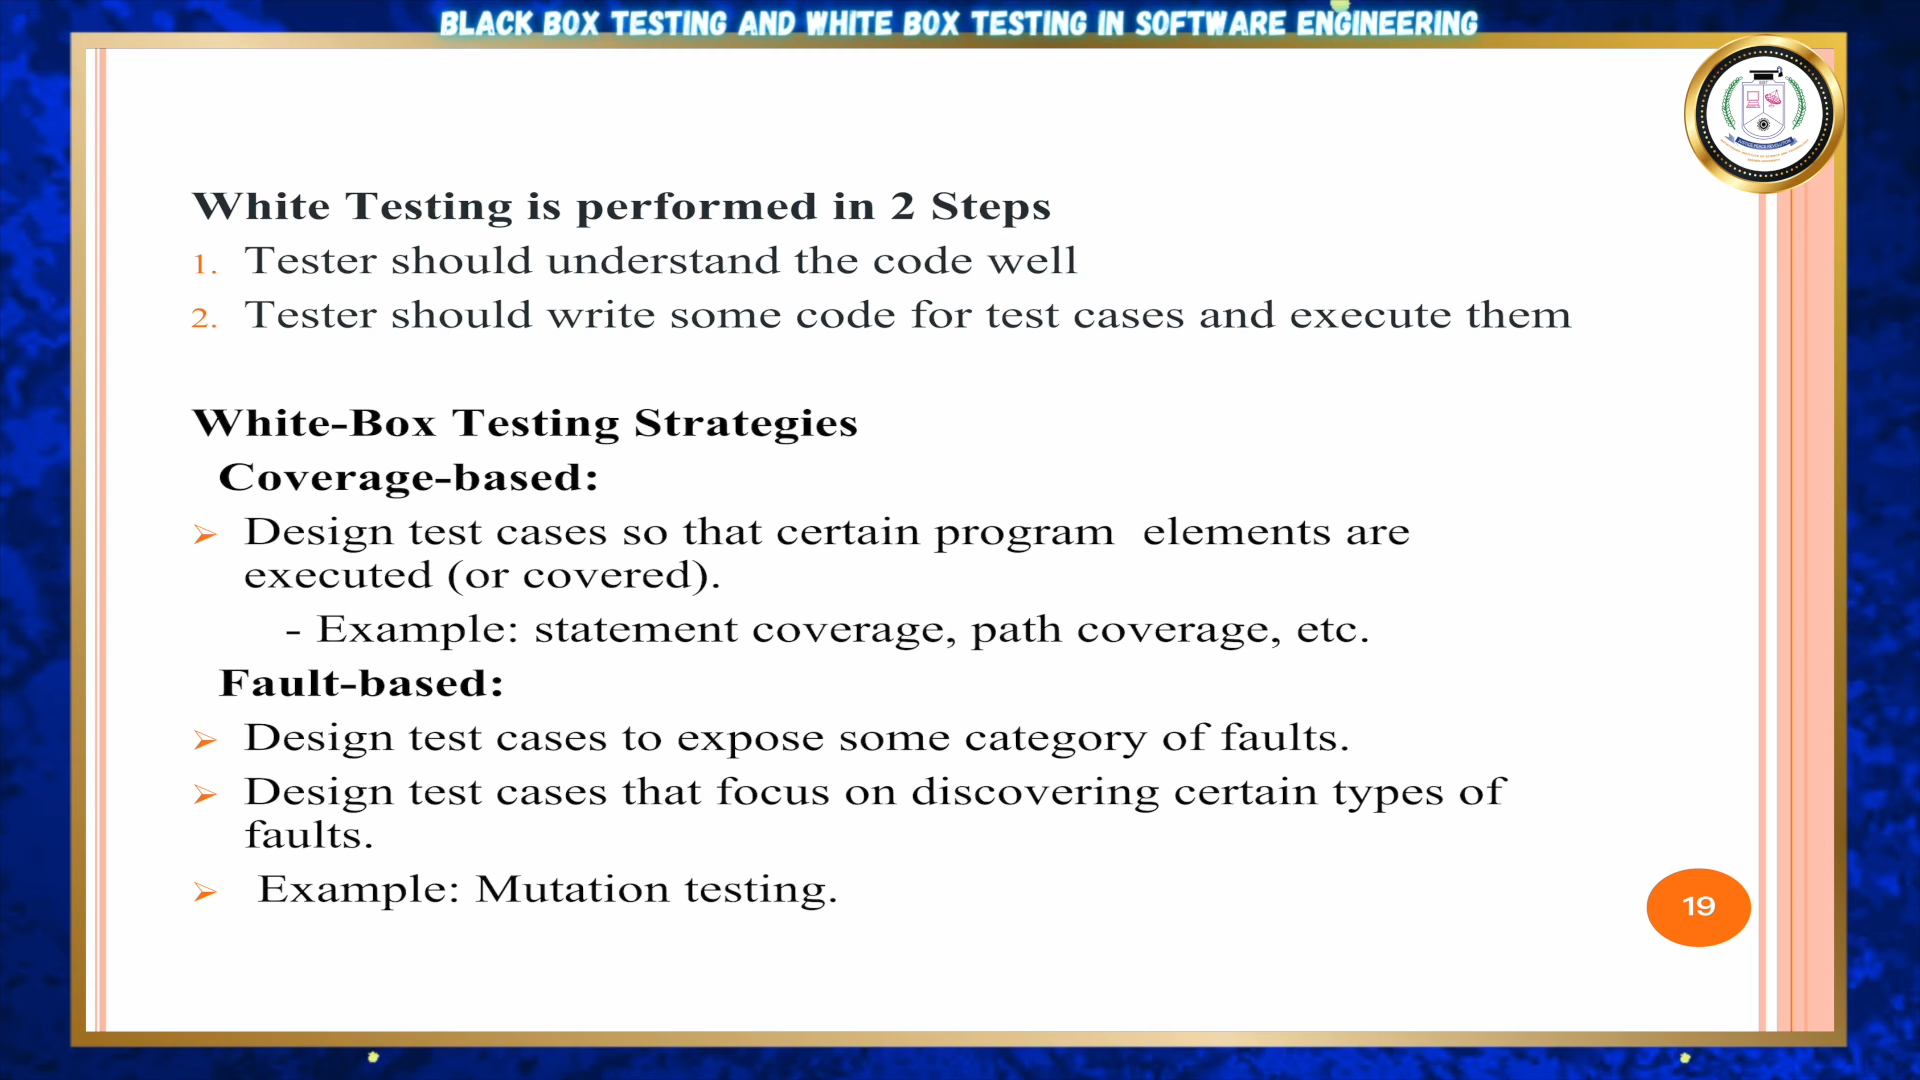 BLACK BOX TESTING AND WHITE BOX TESTING IN SOFTWARE ENGINEERING
White Testing is performed in 2 Steps
1. Tester should understand the code well
2. Tester should write some code for test cases and execute them
White-Box Testing Strategies
Coverage-based:
➢ Design test cases so that certain program elements are
executed (or covered).
- Example: statement coverage, path coverage, etc.
Fault-based:
➢ Design test cases to expose some category of faults.
➢ Design test cases that focus on discovering certain types of
faults.
➢ Example: Mutation testing.
19